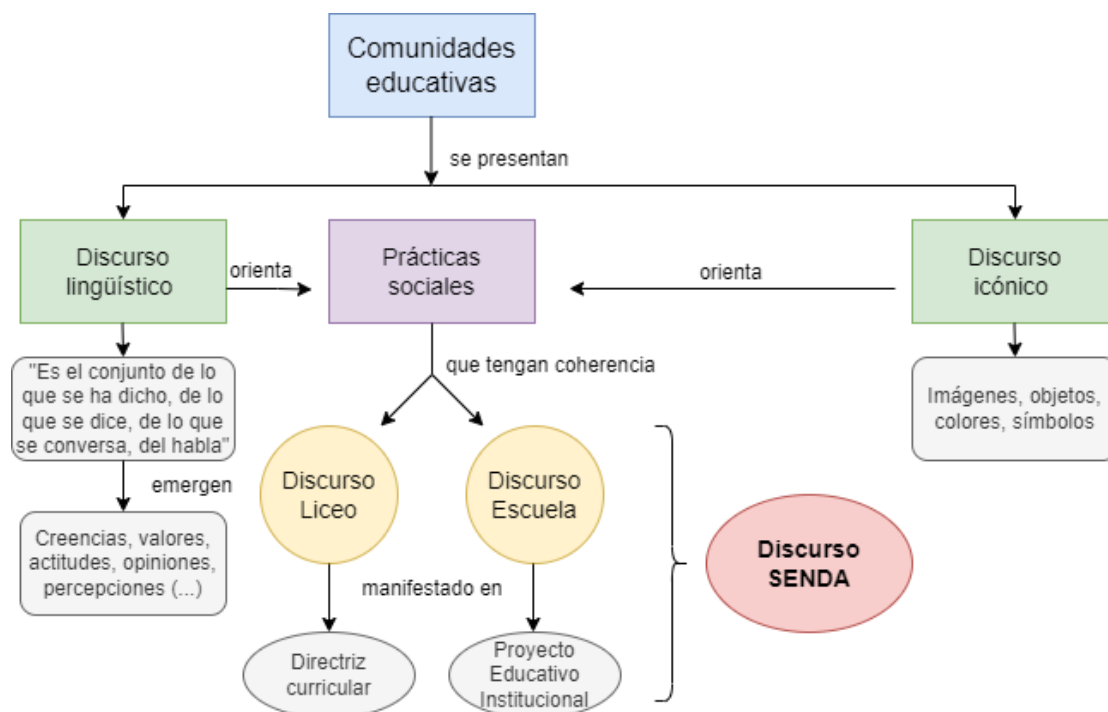 Comunidades
educativas
se presentan
Discurso
lingüístico
orienta
Prácticas
sociales
orienta
Discurso
icónico
"Es el conjunto de lo
que se ha dicho, de lo
que se dice, de lo que
se conversa, del habla"
que tengan coherencia
Imágenes, objetos,
colores, símbolos
emergen
Creencias, valores,
actitudes, opiniones,
percepciones (...)
Discurso
Liceo
Discurso
Escuela
manifestado en
Directriz
curricular
Proyecto
Educativo
Institucional
Discurso
SENDA